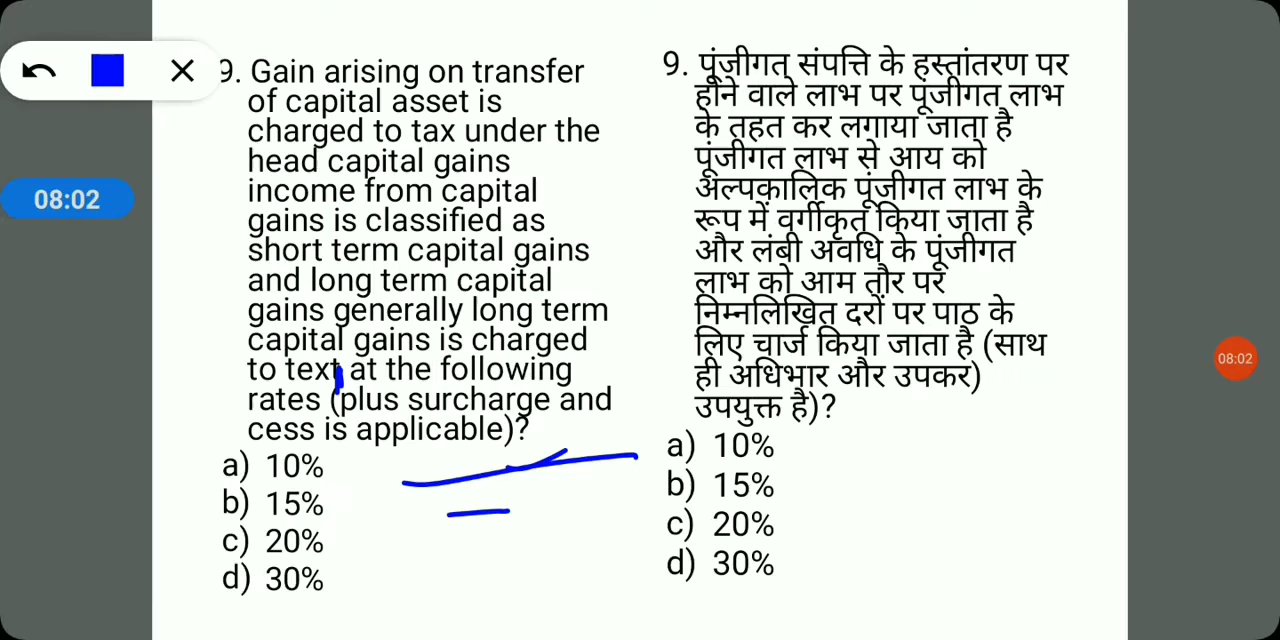 08:02
9. Gain arising on transfer
of capital asset is
charged to tax under the
head capital gains
income from capital
gains is classified as
short term capital gains
and long term capital
gains generally long term
capital gains is charged
to text at the following
rates (plus surcharge and
cess is applicable)?
a) 10%
b) 15%
c) 20%
d) 30%
9. पूंजीगत संपत्ति के हस्तांतरण पर
होने वाले लाभ पर पूंजीगत लाभ
के तहत कर लगाया जाता है
पूंजीगत लाभ से आय को
अल्पकालिक पूंजीगत लाभ के
रूप में वर्गीकृत किया जाता है
और लंबी अवधि के पूंजीगत
लाभ को आम तौर पर
निम्नलिखित दरों पर पाठ के
लिए चार्ज किया जाता है (साथ
ही अधिभार और उपकर)
उपयुक्त है)?
a) 10%
b) 15%
c) 20%
d) 30%
08:02